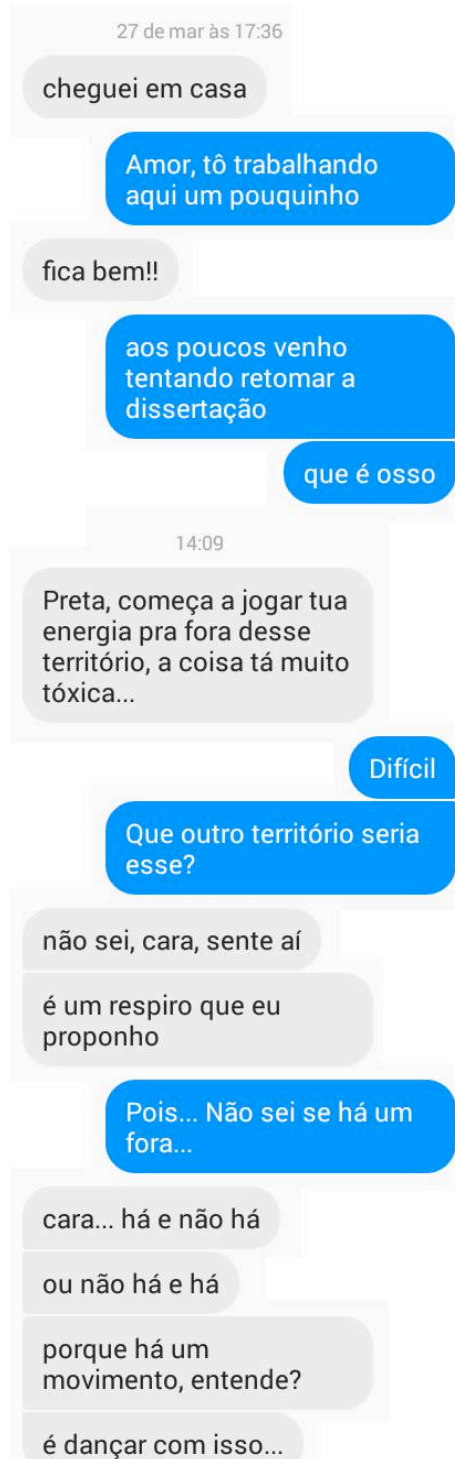 27 de mar às 17:36
cheguei em casa
Amor, tô trabalhando
aqui um pouquinho
fica bem!!
aos poucos venho
tentando retomar a
dissertação
que é osso
14:09
Preta, começa a jogar tua
energia pra fora desse
território, a coisa tá muito
tóxica...
Difícil
Que outro território seria
esse?
não sei, cara, sente aí
é um respiro que eu
proponho
Pois... Não sei se há um
fora...
cara... há e não há
ou não há e há
porque há um
movimento, entende?
é dançar com isso...